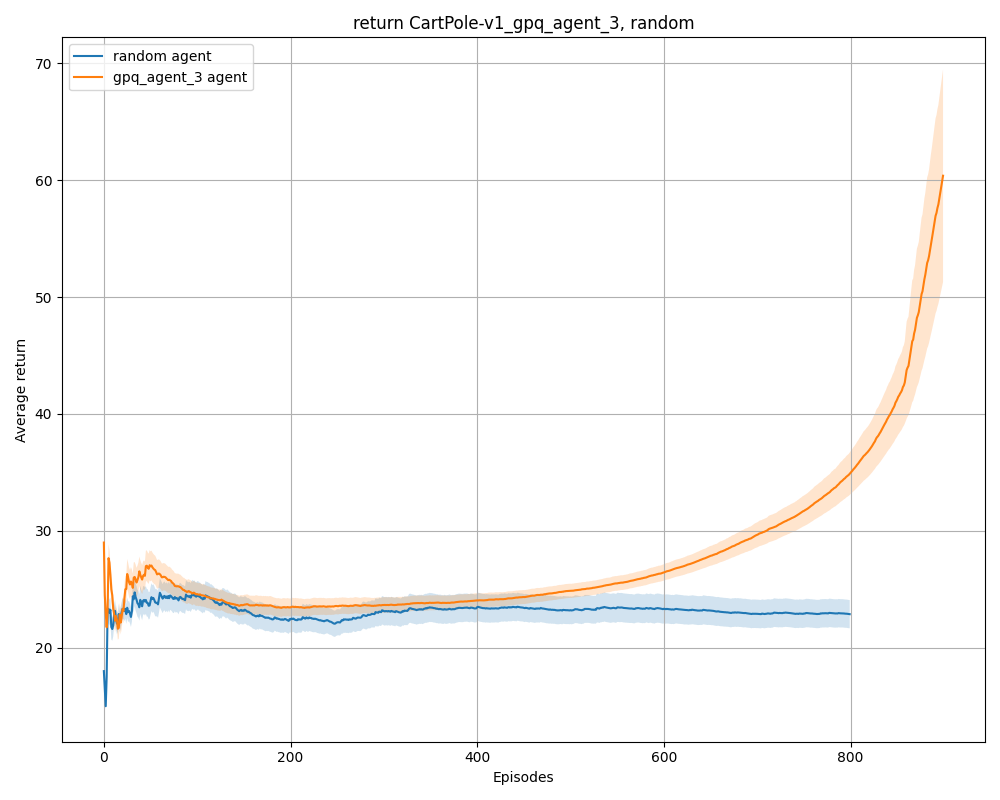 return CartPole-v1_gpq_agent_3, random
random agent
gpq_agent_3 agent
70
60
50
40
30
20
Average return
0
200
400
600
800
Episodes